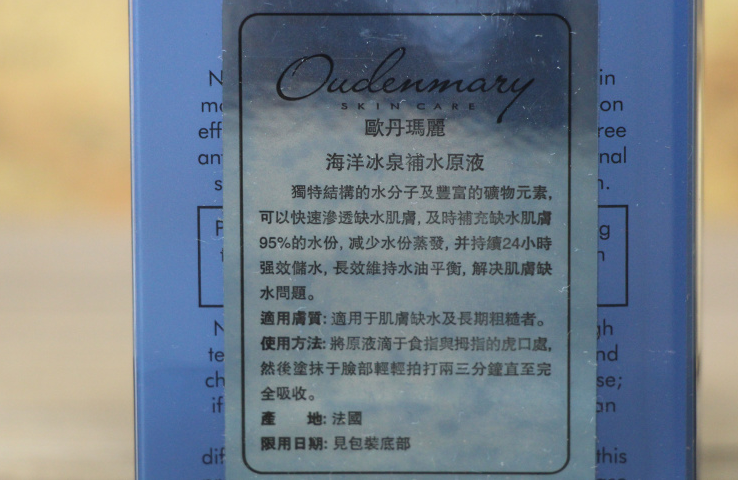 Oudenmary
SKIN CARE
歐丹瑪麗
海洋冰泉補水原液
獨特結構的水分子及豐富的礦物元素,
可以快速滲透缺水肌膚, 及時補充缺水肌膚
95%的水份, 减少水份蒸發, 并持續24小時
强效儲水, 長效維持水油平衡, 解决肌膚缺
水問題。
適用膚質: 適用于肌膚缺水及長期粗糙者。
使用方法: 將原液滴于食指與拇指的虎口處,
然後塗抹于臉部輕輕拍打兩三分鐘直至完
全吸收。
產 地: 法國
限用日期: 見包裝底部